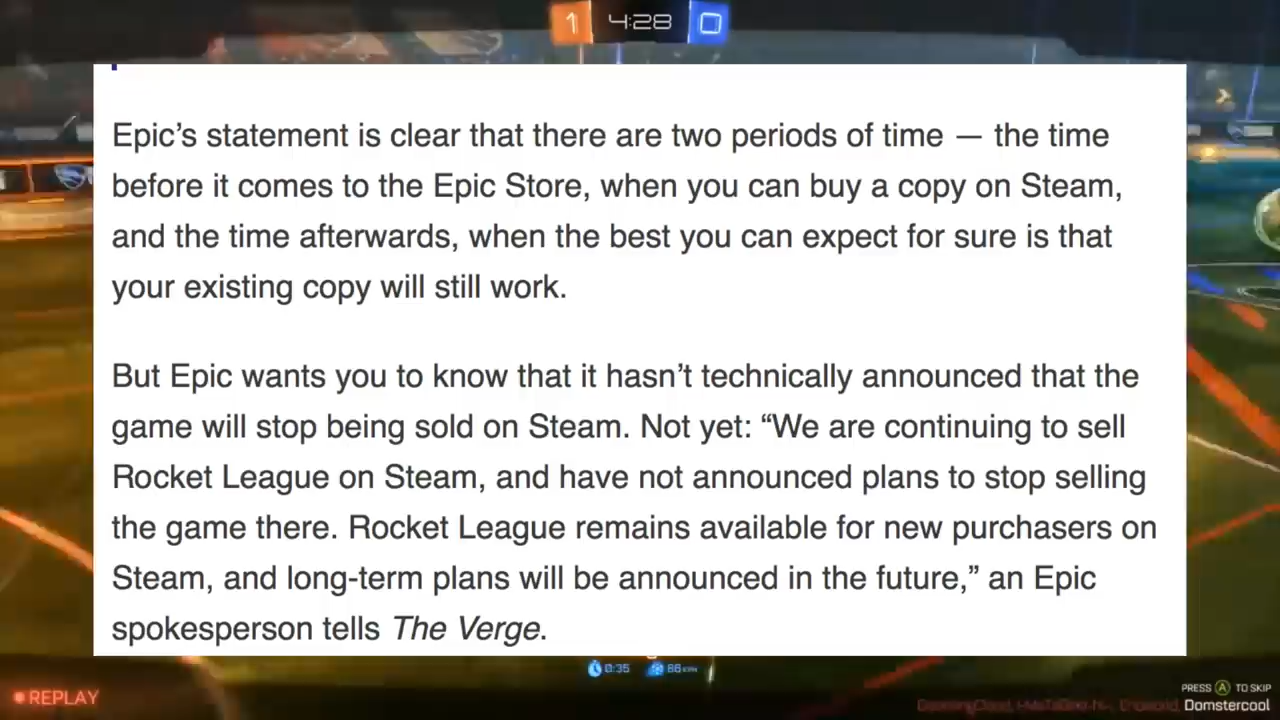 1 4:28 0
Epic’s statement is clear that there are two periods of time — the time
before it comes to the Epic Store, when you can buy a copy on Steam,
and the time afterwards, when the best you can expect for sure is that
your existing copy will still work.
But Epic wants you to know that it hasn’t technically announced that the
game will stop being sold on Steam. Not yet: “We are continuing to sell
Rocket League on Steam, and have not announced plans to stop selling
the game there. Rocket League remains available for new purchasers on
Steam, and long-term plans will be announced in the future,” an Epic
spokesperson tells The Verge.
0:35 86 KPH
PRESS A TO SKIP
REPLAY
Domstercool